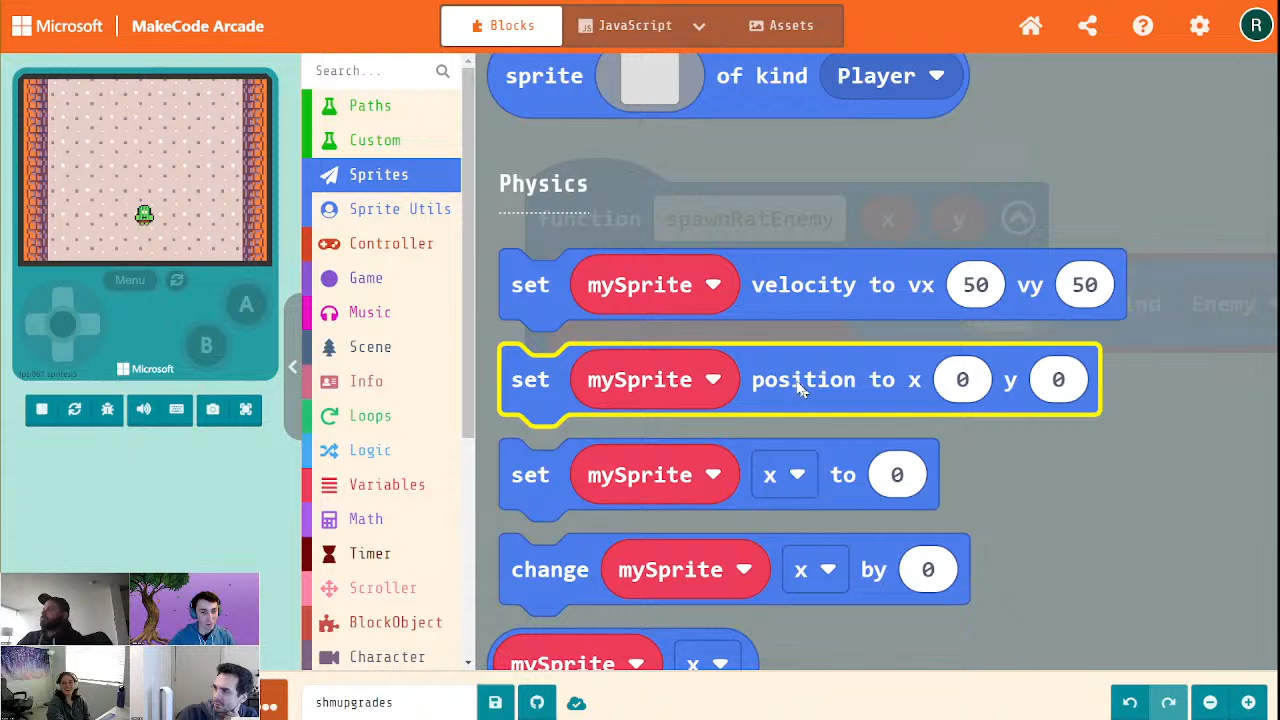 Microsoft
MakeCode Arcade
Blocks
JavaScript
Assets
R
Menu
A
B
Microsoft
Search...
Paths
Custom
Sprites
Sprite Utils
Controller
Game
Music
Scene
Info
Loops
Logic
Variables
Math
Timer
Scroller
BlockObject
Character
sprite of kind Player
Physics
function spawnRatEnemy x y
set mySprite velocity to vx 50 vy 50
ind Enemy
set mySprite position to x 0 y 0
set mySprite x to 0
change mySprite x by 0
mySprite x
shmupgrades